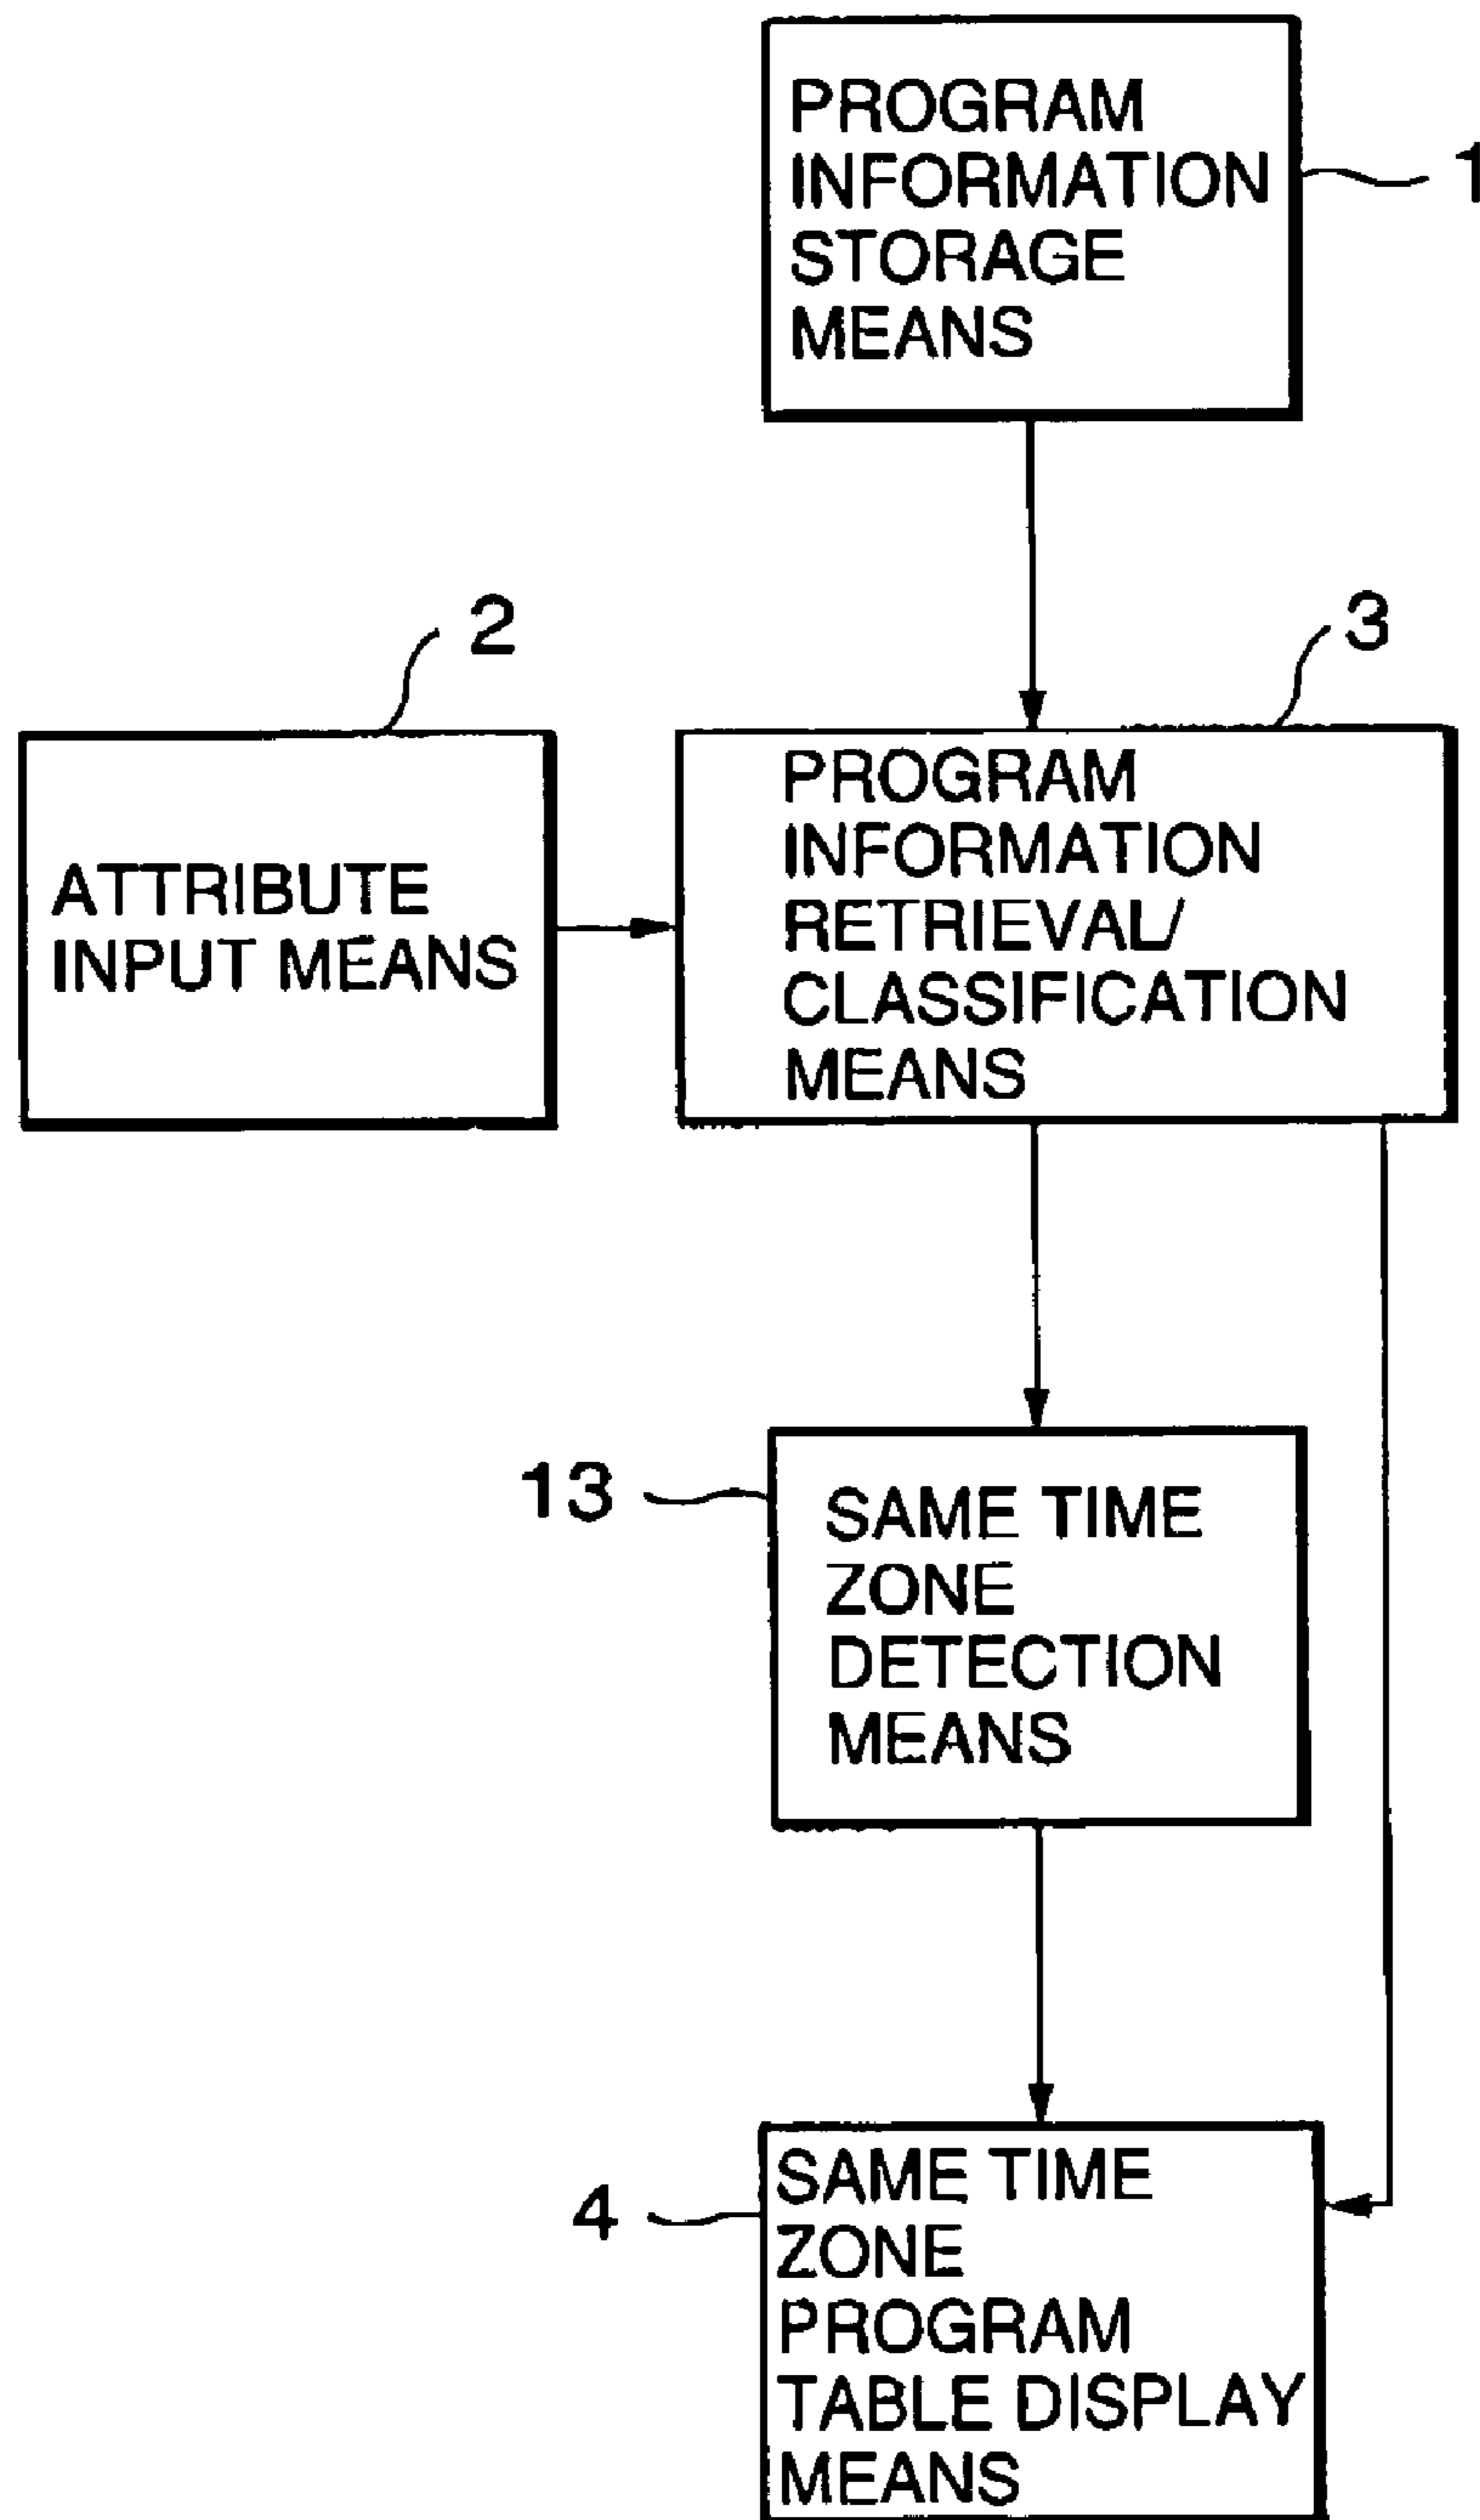 PROGRAM
INFORMATION
STORAGE
MEANS
1
2
3
ATTRIBUTE
INPUT MEANS
PROGRAM
INFORMATION
RETRIEVAL/
CLASSIFICATION
MEANS
13
SAME TIME
ZONE
DETECTION
MEANS
4
SAME TIME
ZONE
PROGRAM
TABLE DISPLAY
MEANS